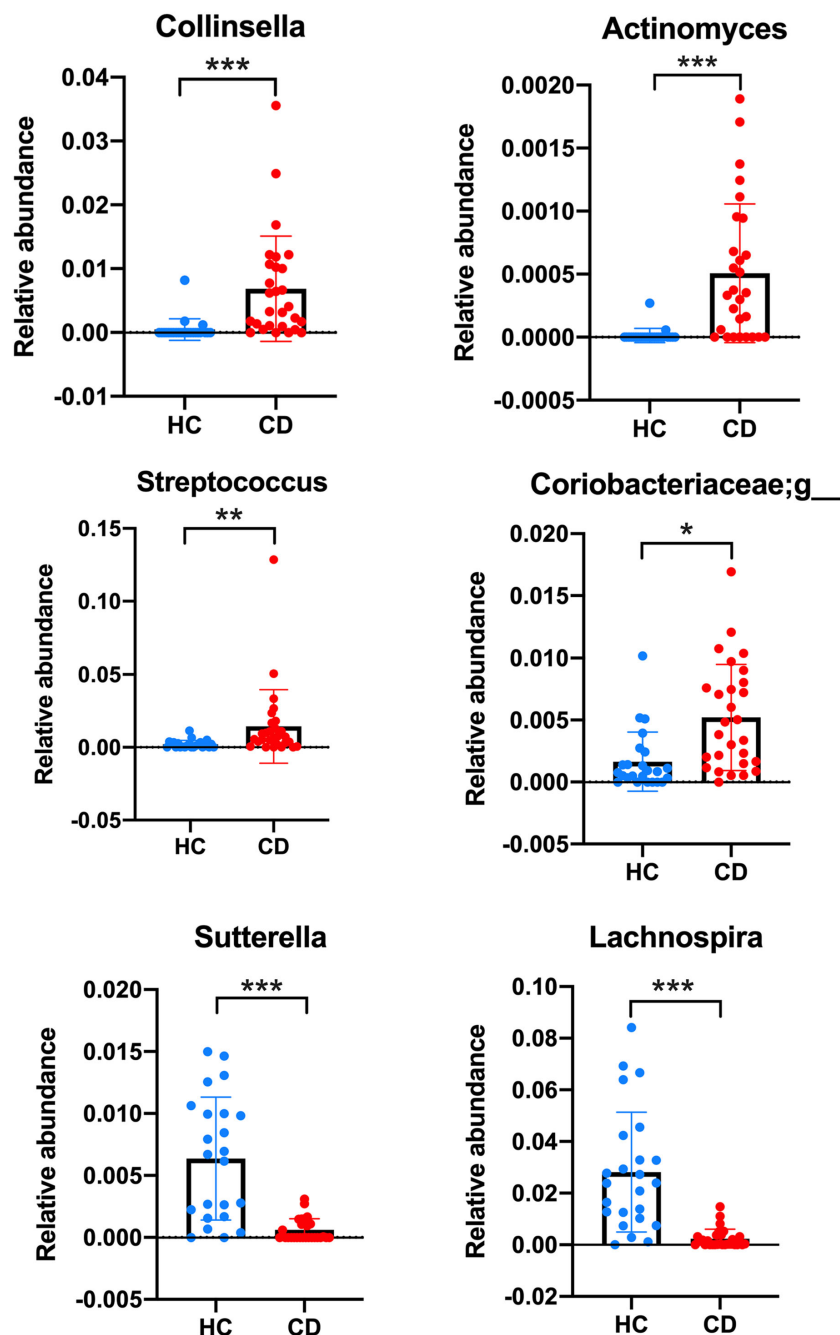 Collinsella
***
Relative abundance
0.04
0.03
0.02
0.01
0.00
-0.01
HC
CD
Actinomyces
***
Relative abundance
0.0020
0.0015
0.0010
0.0005
0.0000
-0.0005
HC
CD
Streptococcus
**
Relative abundance
0.15
0.10
0.05
0.00
-0.05
HC
CD
Coriobacteriaceae;g__
*
Relative abundance
0.020
0.015
0.010
0.005
0.000
-0.005
HC
CD
Sutterella
***
Relative abundance
0.020
0.015
0.010
0.005
0.000
-0.005
HC
CD
Lachnospira
***
Relative abundance
0.10
0.08
0.06
0.04
0.02
0.00
-0.02
HC
CD